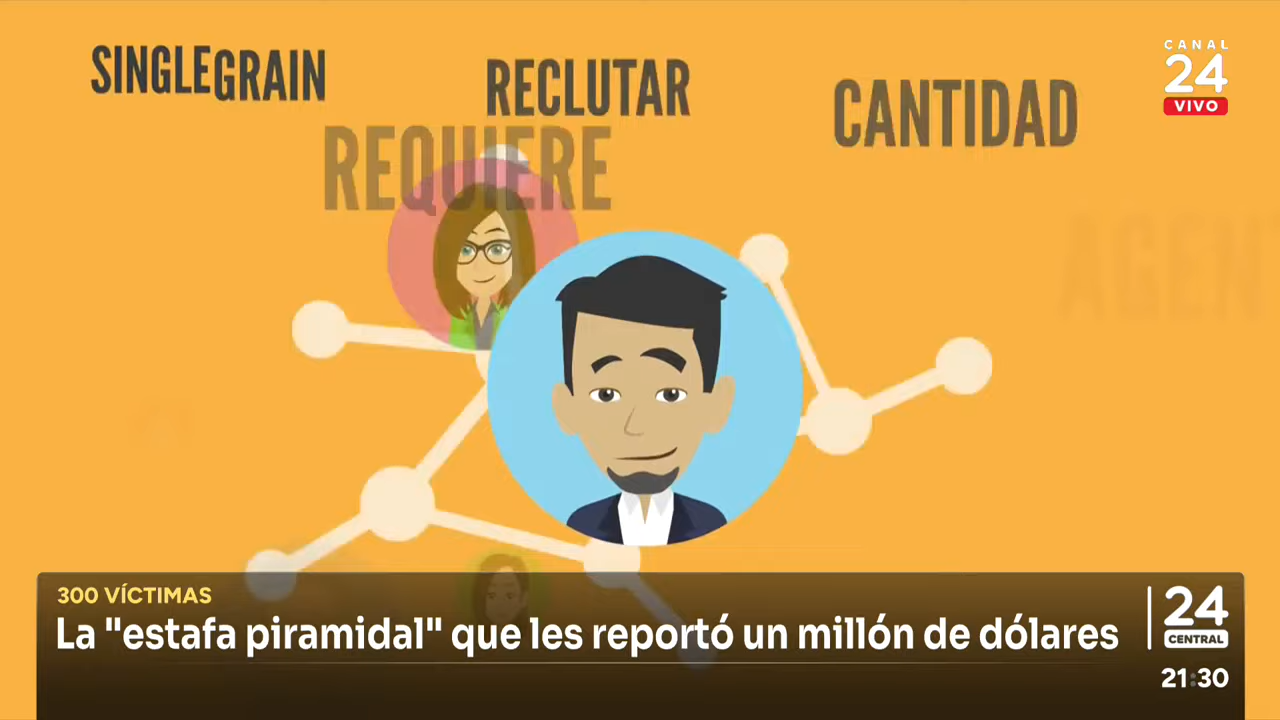 SINGLEGRAIN
RECLUTAR
CANTIDAD
REQUIERE
CANAL
24
VIVO
300 VÍCTIMAS
La "estafa piramidal" que les reportó un millón de dólares
24
CENTRAL
21:30